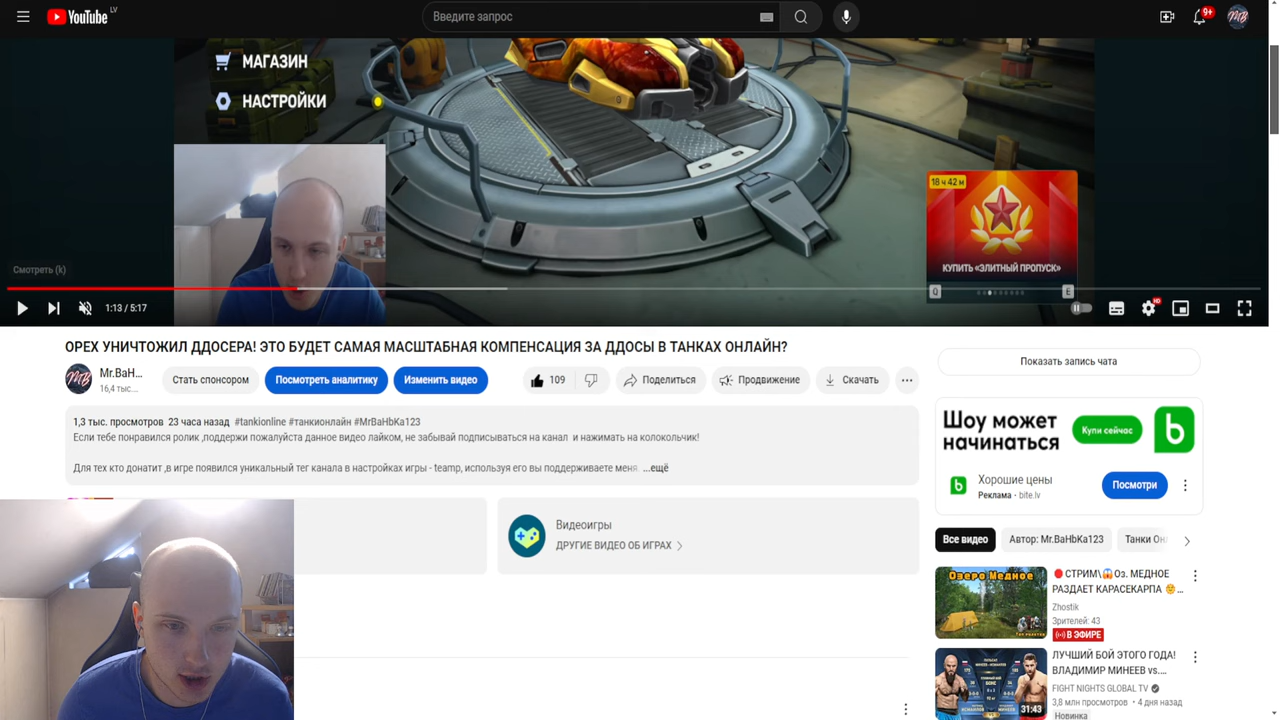 YouTube LV
Введите запрос
9+
МАГАЗИН
НАСТРОЙКИ
18 ч 42 м
КУПИТЬ «ЭЛИТНЫЙ ПРОПУСК»
Q E
Смотреть (k)
1:13 / 5:17
HD
ОРЕХ УНИЧТОЖИЛ ДДОСЕРА! ЭТО БУДЕТ САМАЯ МАСШТАБНАЯ КОМПЕНСАЦИЯ ЗА ДДОСЫ В ТАНКАХ ОНЛАЙН?
Mr.BaH...
16,4 тыс...
Стать спонсором
Посмотреть аналитику
Изменить видео
109
Поделиться
Продвижение
Скачать
1,3 тыс. просмотров 23 часа назад #tankionline #танкионлайн #MrBaHbKa123
Если тебе понравился ролик ,поддержи пожалуйста данное видео лайком, не забывай подписываться на канал и нажимать на колокольчик!
Для тех кто донатит ,в игре появился уникальный тег канала в настройках игры - teamp, используя его вы поддерживаете меня. ...ещё
Видеоигры
ДРУГИЕ ВИДЕО ОБ ИГРАХ
Показать запись чата
Шоу может
начинаться
Купи сейчас
b
Хорошие цены
Реклама · bite.lv
Посмотри
Все видео
Автор: Mr.BaHbKa123
Танки Он
Озеро Медное
СТРИМ\ Оз. МЕДНОЕ
РАЗДАЕТ КАРАСЕКАРПА ...
Zhostik
Зрителей: 43
В ЭФИРЕ
31:43
ЛУЧШИЙ БОЙ ЭТОГО ГОДА!
ВЛАДИМИР МИНЕЕВ vs....
FIGHT NIGHTS GLOBAL TV
3,8 млн просмотров · 4 дня назад
Новинка